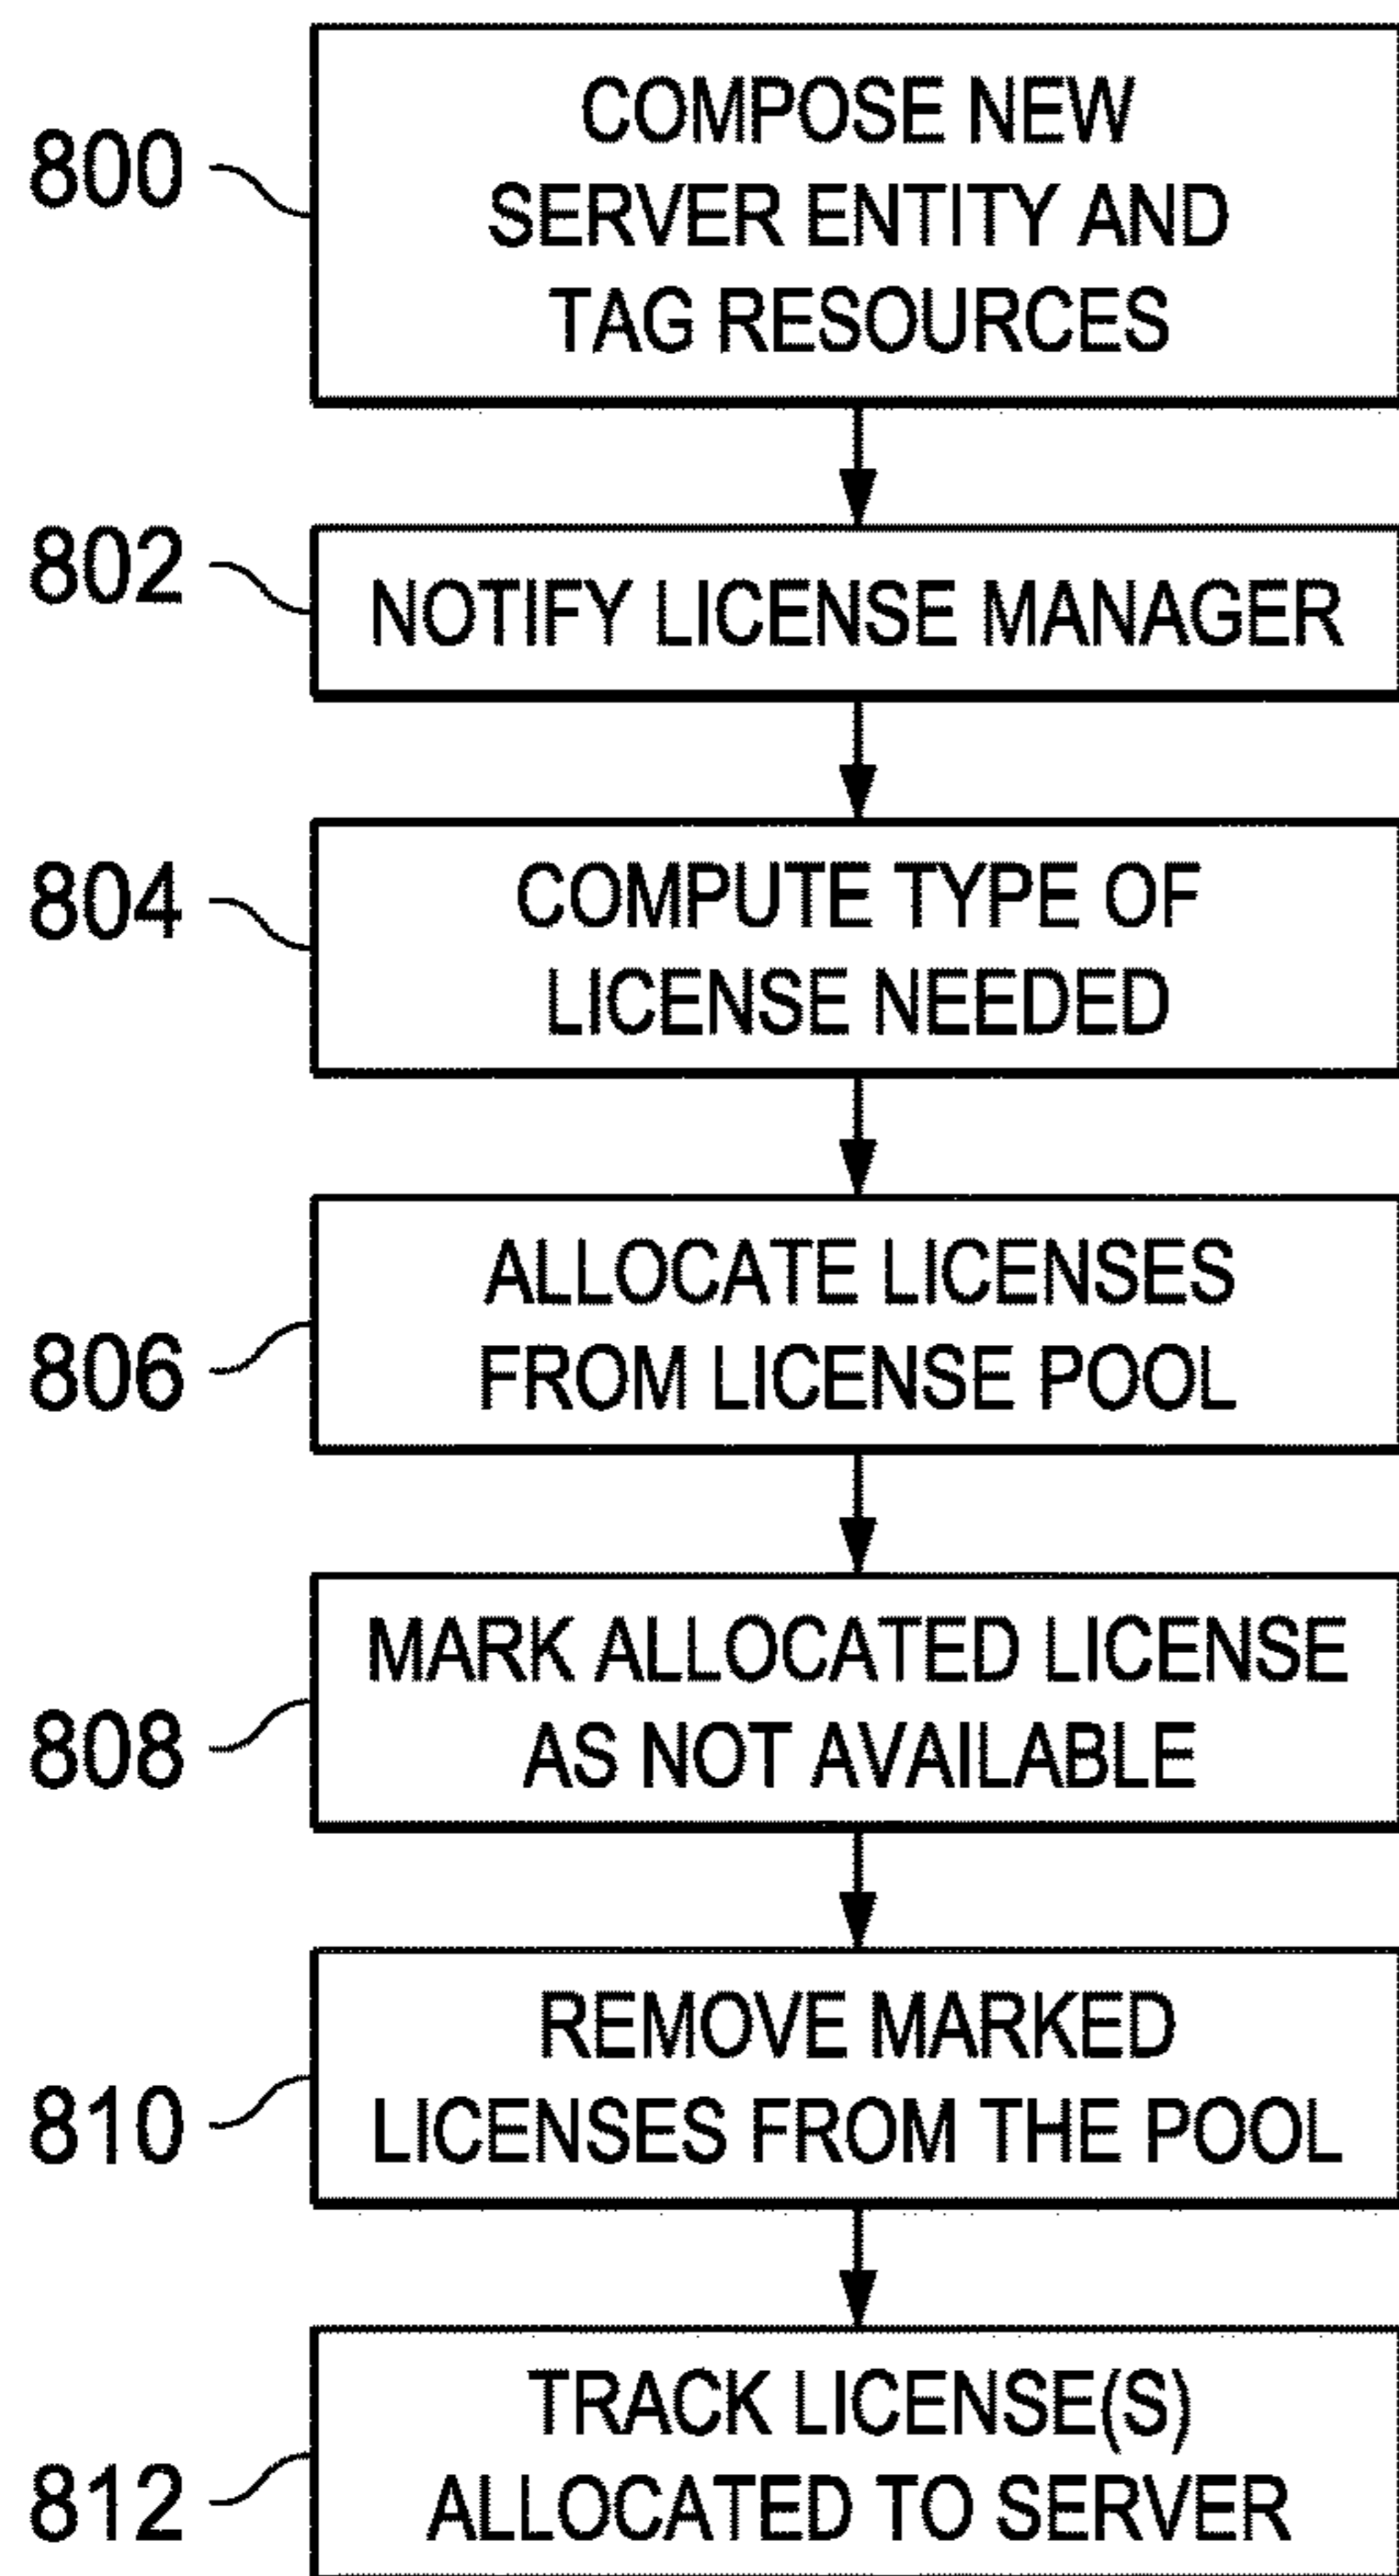 800
COMPOSE NEW
SERVER ENTITY AND
TAG RESOURCES
802
NOTIFY LICENSE MANAGER
804
COMPUTE TYPE OF
LICENSE NEEDED
806
ALLOCATE LICENSES
FROM LICENSE POOL
808
MARK ALLOCATED LICENSE
AS NOT AVAILABLE
810
REMOVE MARKED
LICENSES FROM THE POOL
812
TRACK LICENSE(S)
ALLOCATED TO SERVER